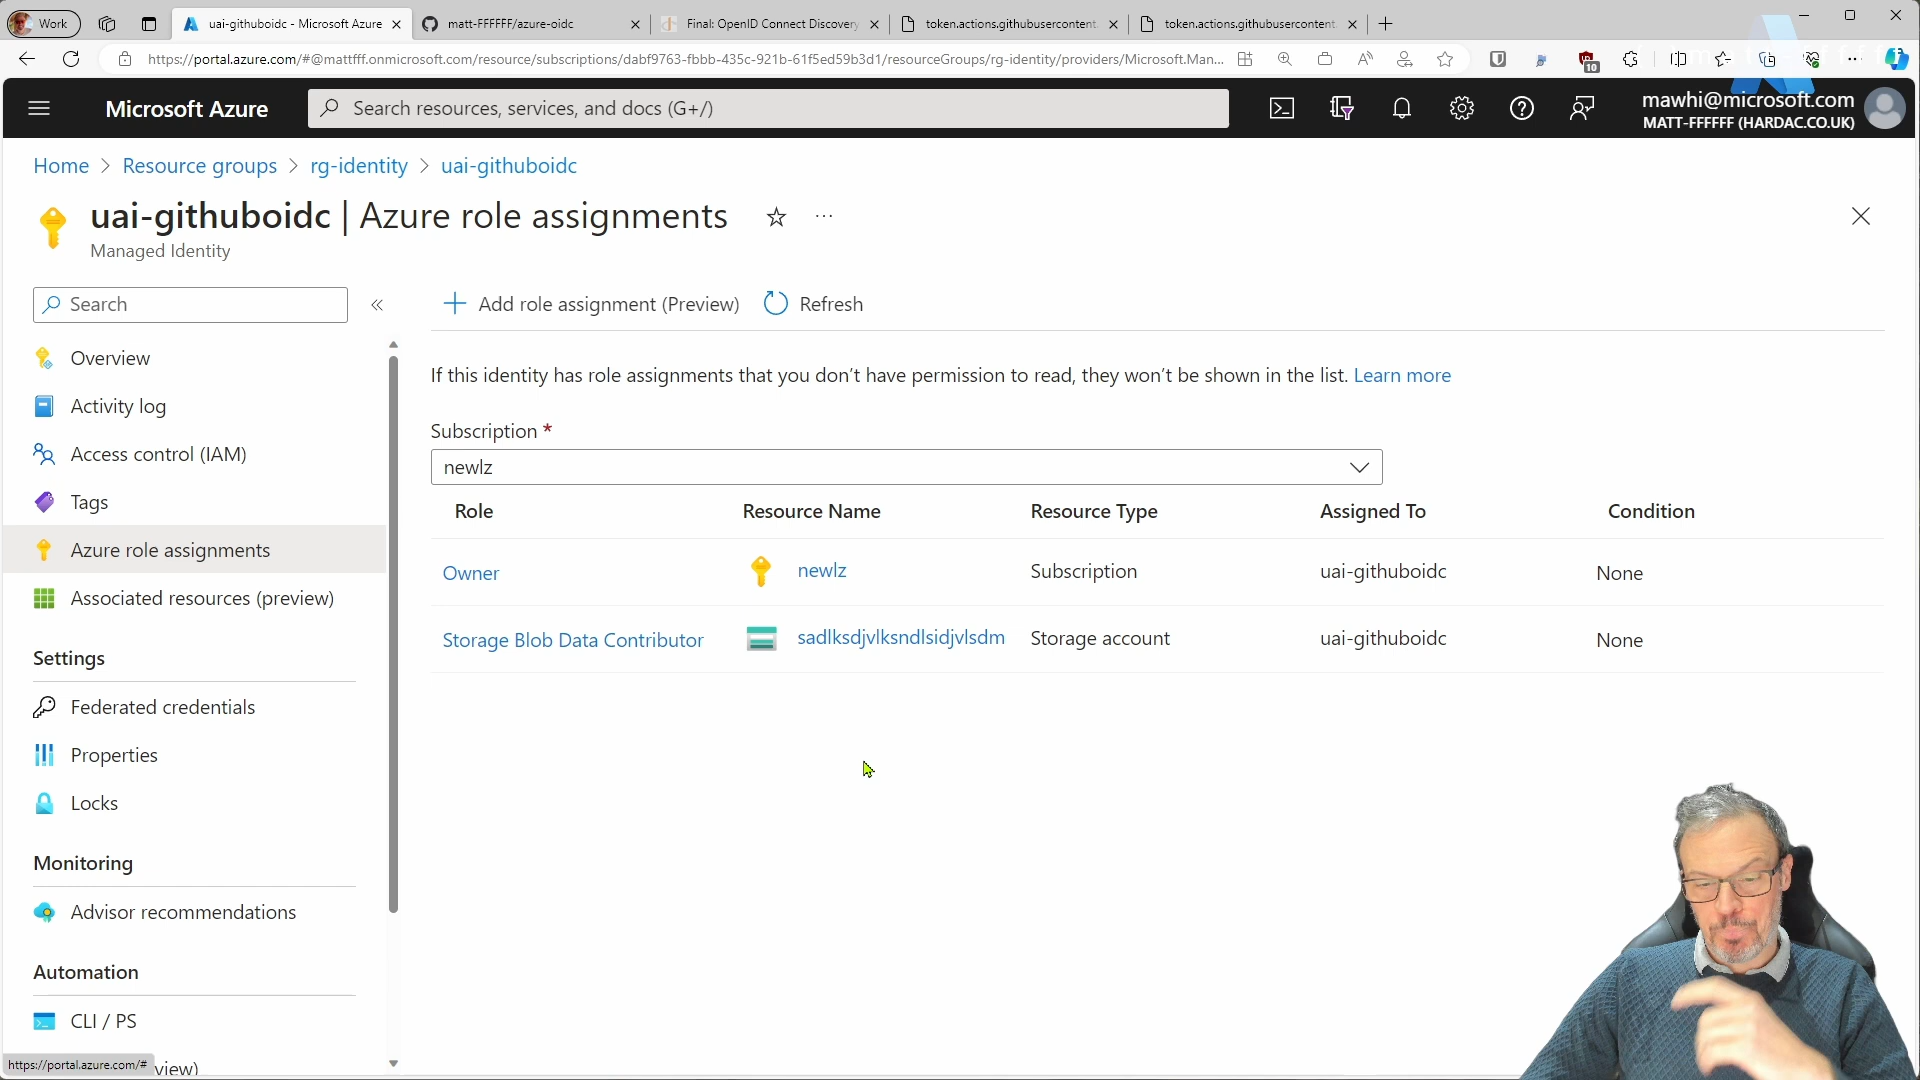 Work
uai-githuboidc - Microsoft Azure
matt-FFFFFF/azure-oidc
Final: OpenID Connect Discovery
token.actions.githubusercontent.
token.actions.githubusercontent.
https://portal.azure.com/#@mattfff.onmicrosoft.com/resource/subscriptions/dabf9763-fbbb-435c-921b-61f5ed59b3d1/resourceGroups/rg-identity/providers/Microsoft.Man...
10
Microsoft Azure
Search resources, services, and docs (G+/)
mawhi@microsoft.com
MATT-FFFFFF (HARDAC.CO.UK)
Home > Resource groups > rg-identity > uai-githuboidc
uai-githuboidc | Azure role assignments
Managed Identity
Search
Add role assignment (Preview)
Refresh
Overview
Activity log
Access control (IAM)
Tags
Azure role assignments
Associated resources (preview)
Settings
Federated credentials
Properties
Locks
Monitoring
Advisor recommendations
Automation
CLI / PS
view)
https://portal.azure.com/#
If this identity has role assignments that you don't have permission to read, they won't be shown in the list. Learn more
Subscription *
newlz
Role Resource Name Resource Type Assigned To Condition
Owner newlz Subscription uai-githuboidc None
Storage Blob Data Contributor sadlksdjvlksndlsidjvlsdm Storage account uai-githuboidc None